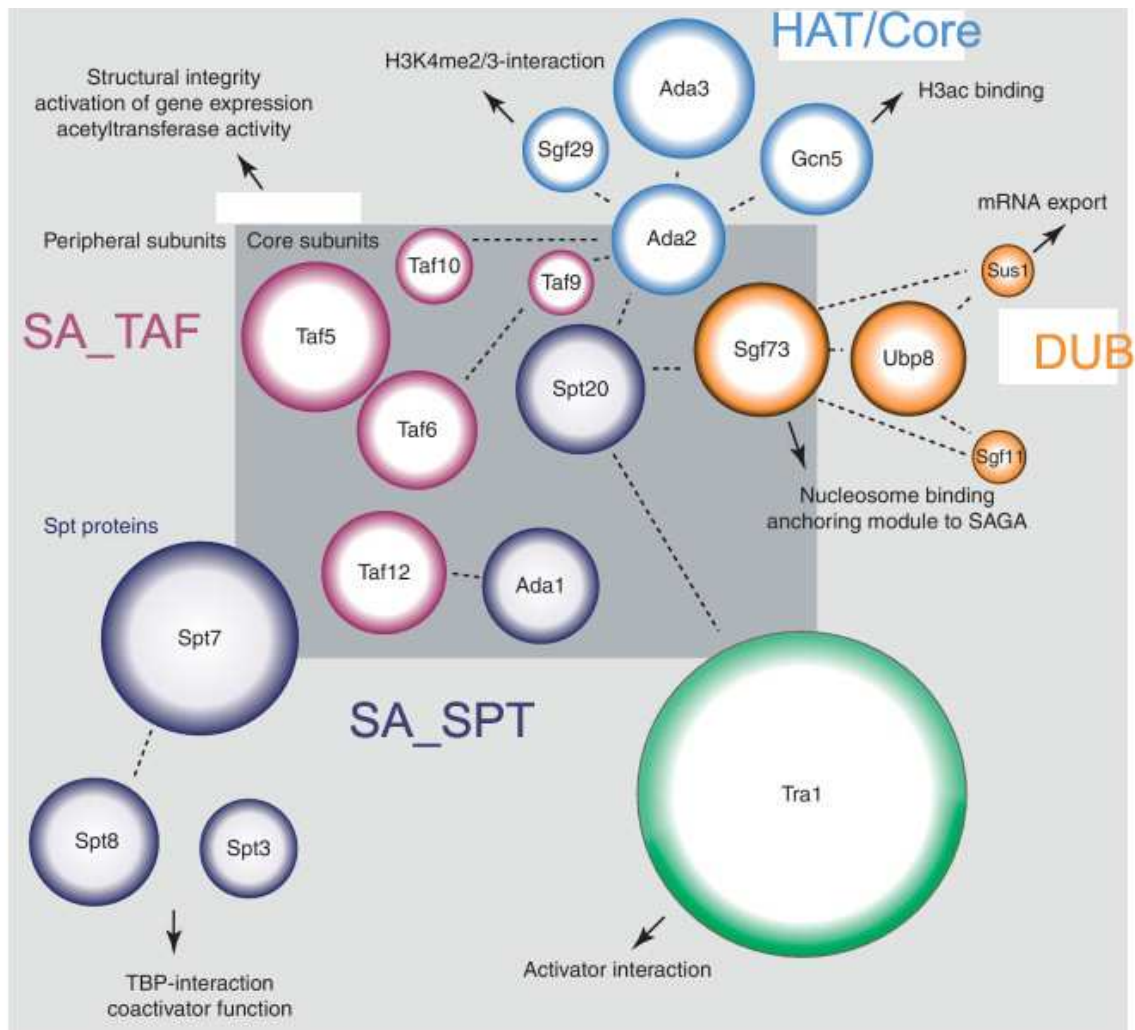 HAT/Core
H3K4me2/3-interaction
Structural integrity
activation of gene expression
acetyltransferase activity
Ada3
H3ac binding
Sgf29
Gcn5
mRNA export
Peripheral subunits
Core subunits
Ada2
Taf10
Taf9
Sus1
SA_TAF
Taf5
Sgf73
Ubp8
DUB
Spt20
Taf6
Sgf11
Nucleosome binding
anchoring module to SAGA
Spt proteins
Taf12
Ada1
Spt7
SA_SPT
Tra1
Spt8
Spt3
Activator interaction
TBP-interaction
coactivator function